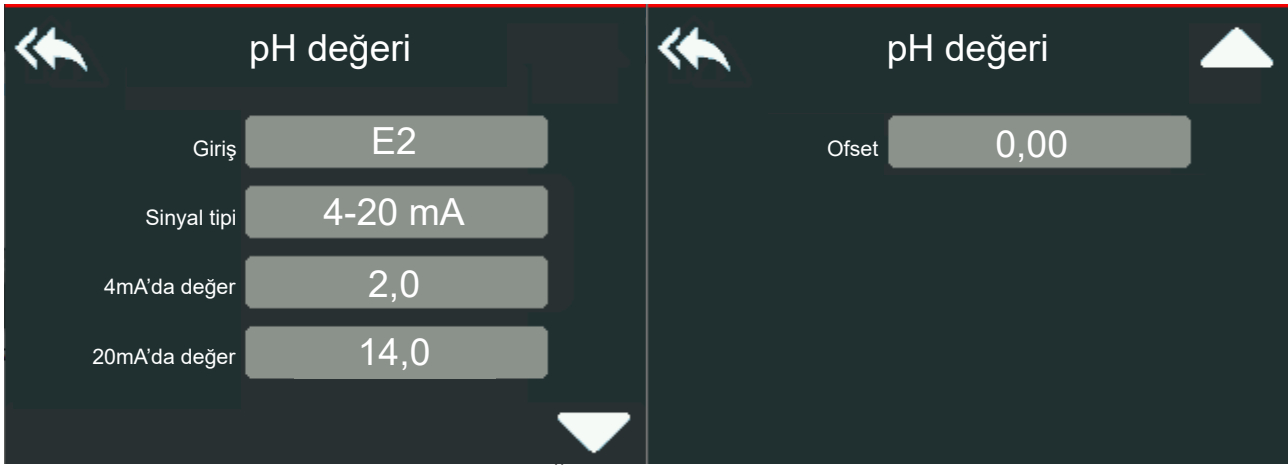 pH değeri
Giriş E2
Sinyal tipi 4-20 mA
4mA'da değer 2,0
20mA'da değer 14,0
pH değeri
Ofset 0,00